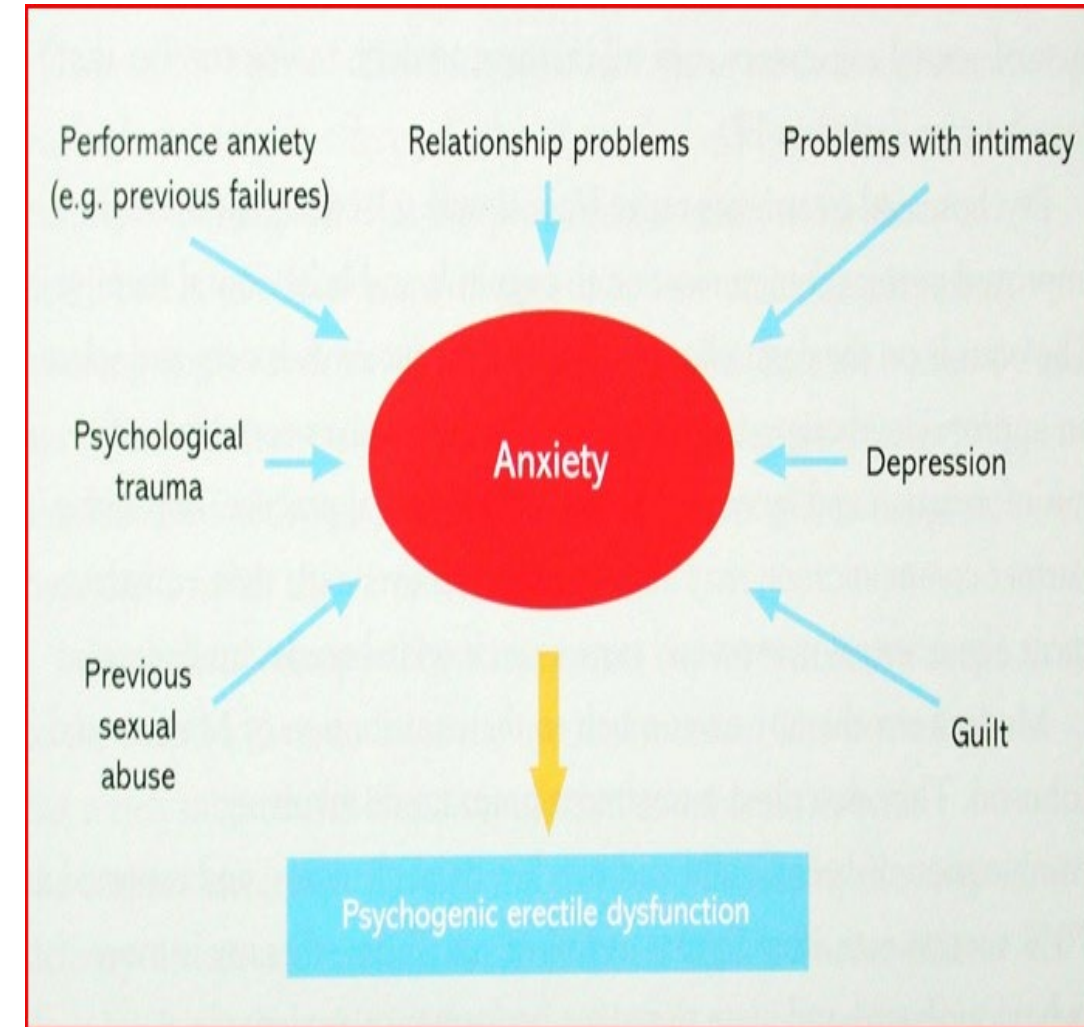 Performance anxiety
(e.g. previous failures)
Relationship problems
Problems with intimacy
Psychological
trauma
Anxiety
Depression
Previous
sexual
abuse
Guilt
Psychogenic erectile dysfunction